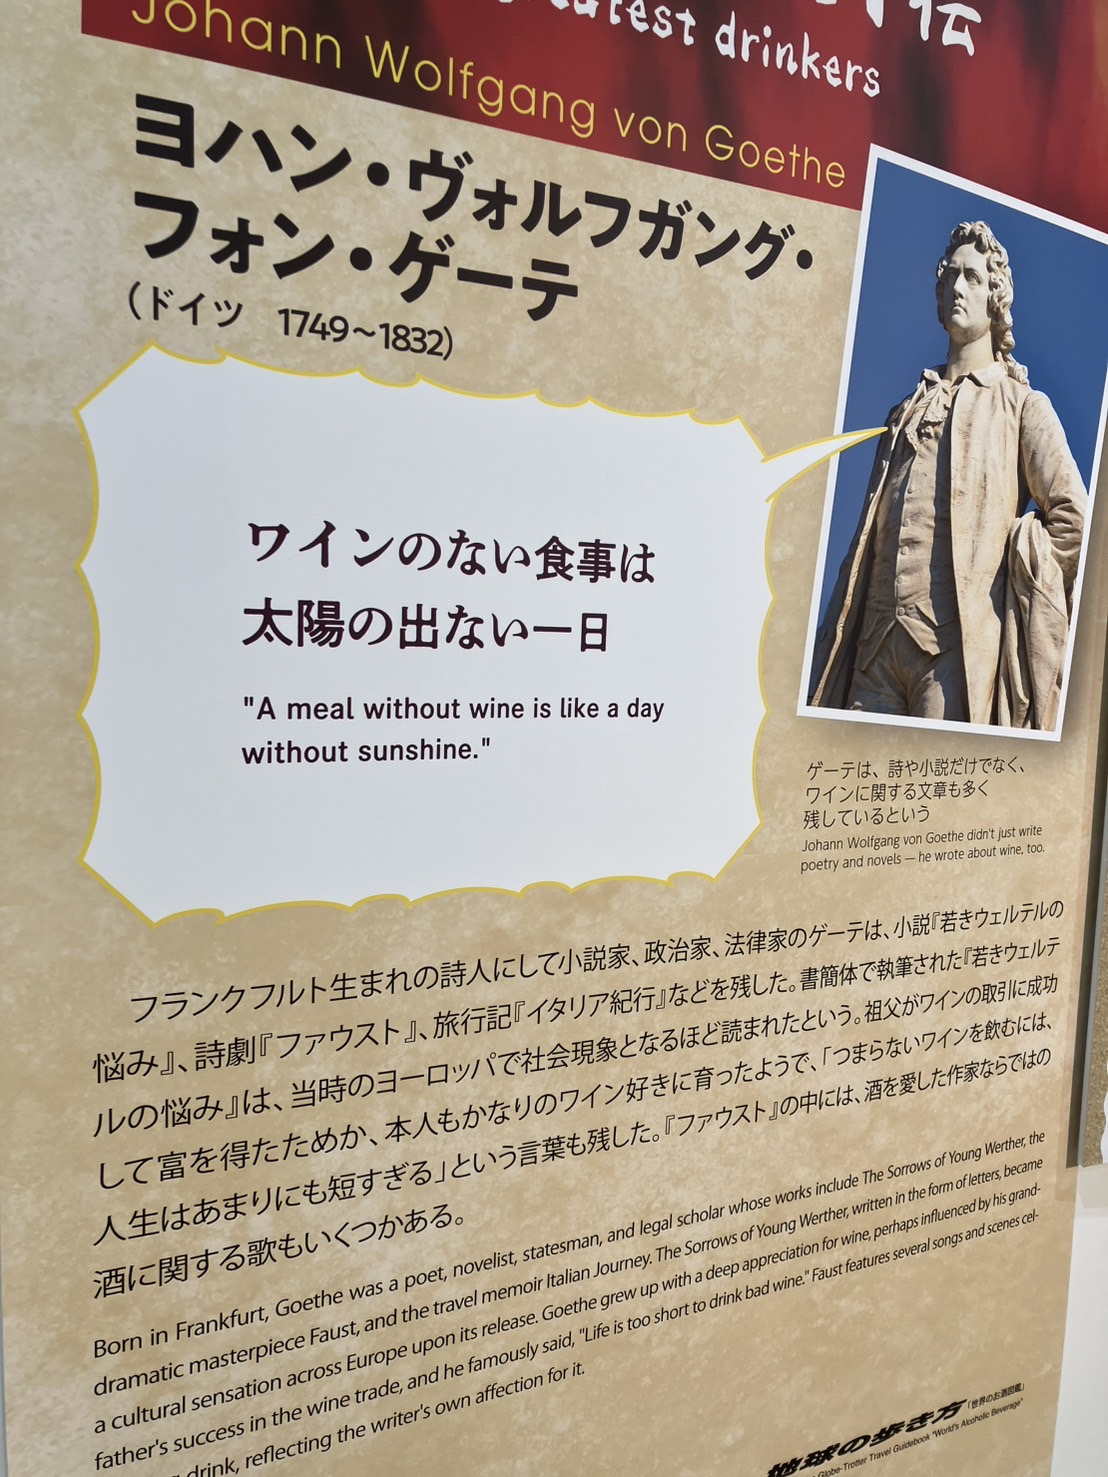 伝
greatest drinkers
Johann Wolfgang von Goethe
ヨハン・ヴォルフガング・
フォン・ゲーテ
(ドイツ 1749～1832)
ワインのない食事は
太陽の出ない一日
"A meal without wine is like a day
without sunshine."
ゲーテは、詩や小説だけでなく、
ワインに関する文章も多く
残しているという
Johann Wolfgang von Goethe didn't just write
poetry and novels — he wrote about wine, too.
フランクフルト生まれの詩人にして小説家、政治家、法律家のゲーテは、小説『若きウェルテルの
悩み』、詩劇『ファウスト』、旅行記『イタリア紀行』などを残した。書簡体で執筆された『若きウェルテ
ルの悩み』は、当時のヨーロッパで社会現象となるほど読まれたという。祖父がワインの取引に成功
して富を得たためか、本人もかなりのワイン好きに育ったようで、「つまらないワインを飲むには、
人生はあまりにも短すぎる」という言葉も残した。『ファウスト』の中には、酒を愛した作家ならではの
酒に関する歌もいくつかある。
Born in Frankfurt, Goethe was a poet, novelist, statesman, and legal scholar whose works include The Sorrows of Young Werther, the
dramatic masterpiece Faust, and the travel memoir Italian Journey. The Sorrows of Young Werther, written in the form of letters, became
a cultural sensation across Europe upon its release. Goethe grew up with a deep appreciation for wine, perhaps influenced by his grand-
father's success in the wine trade, and he famously said, "Life is too short to drink bad wine." Faust features several songs and scenes cel-
drink, reflecting the writer's own affection for it.
地球の歩き方「世界のお酒図鑑」
Globe-Trotter Travel Guidebook "World's Alcoholic Beverage"